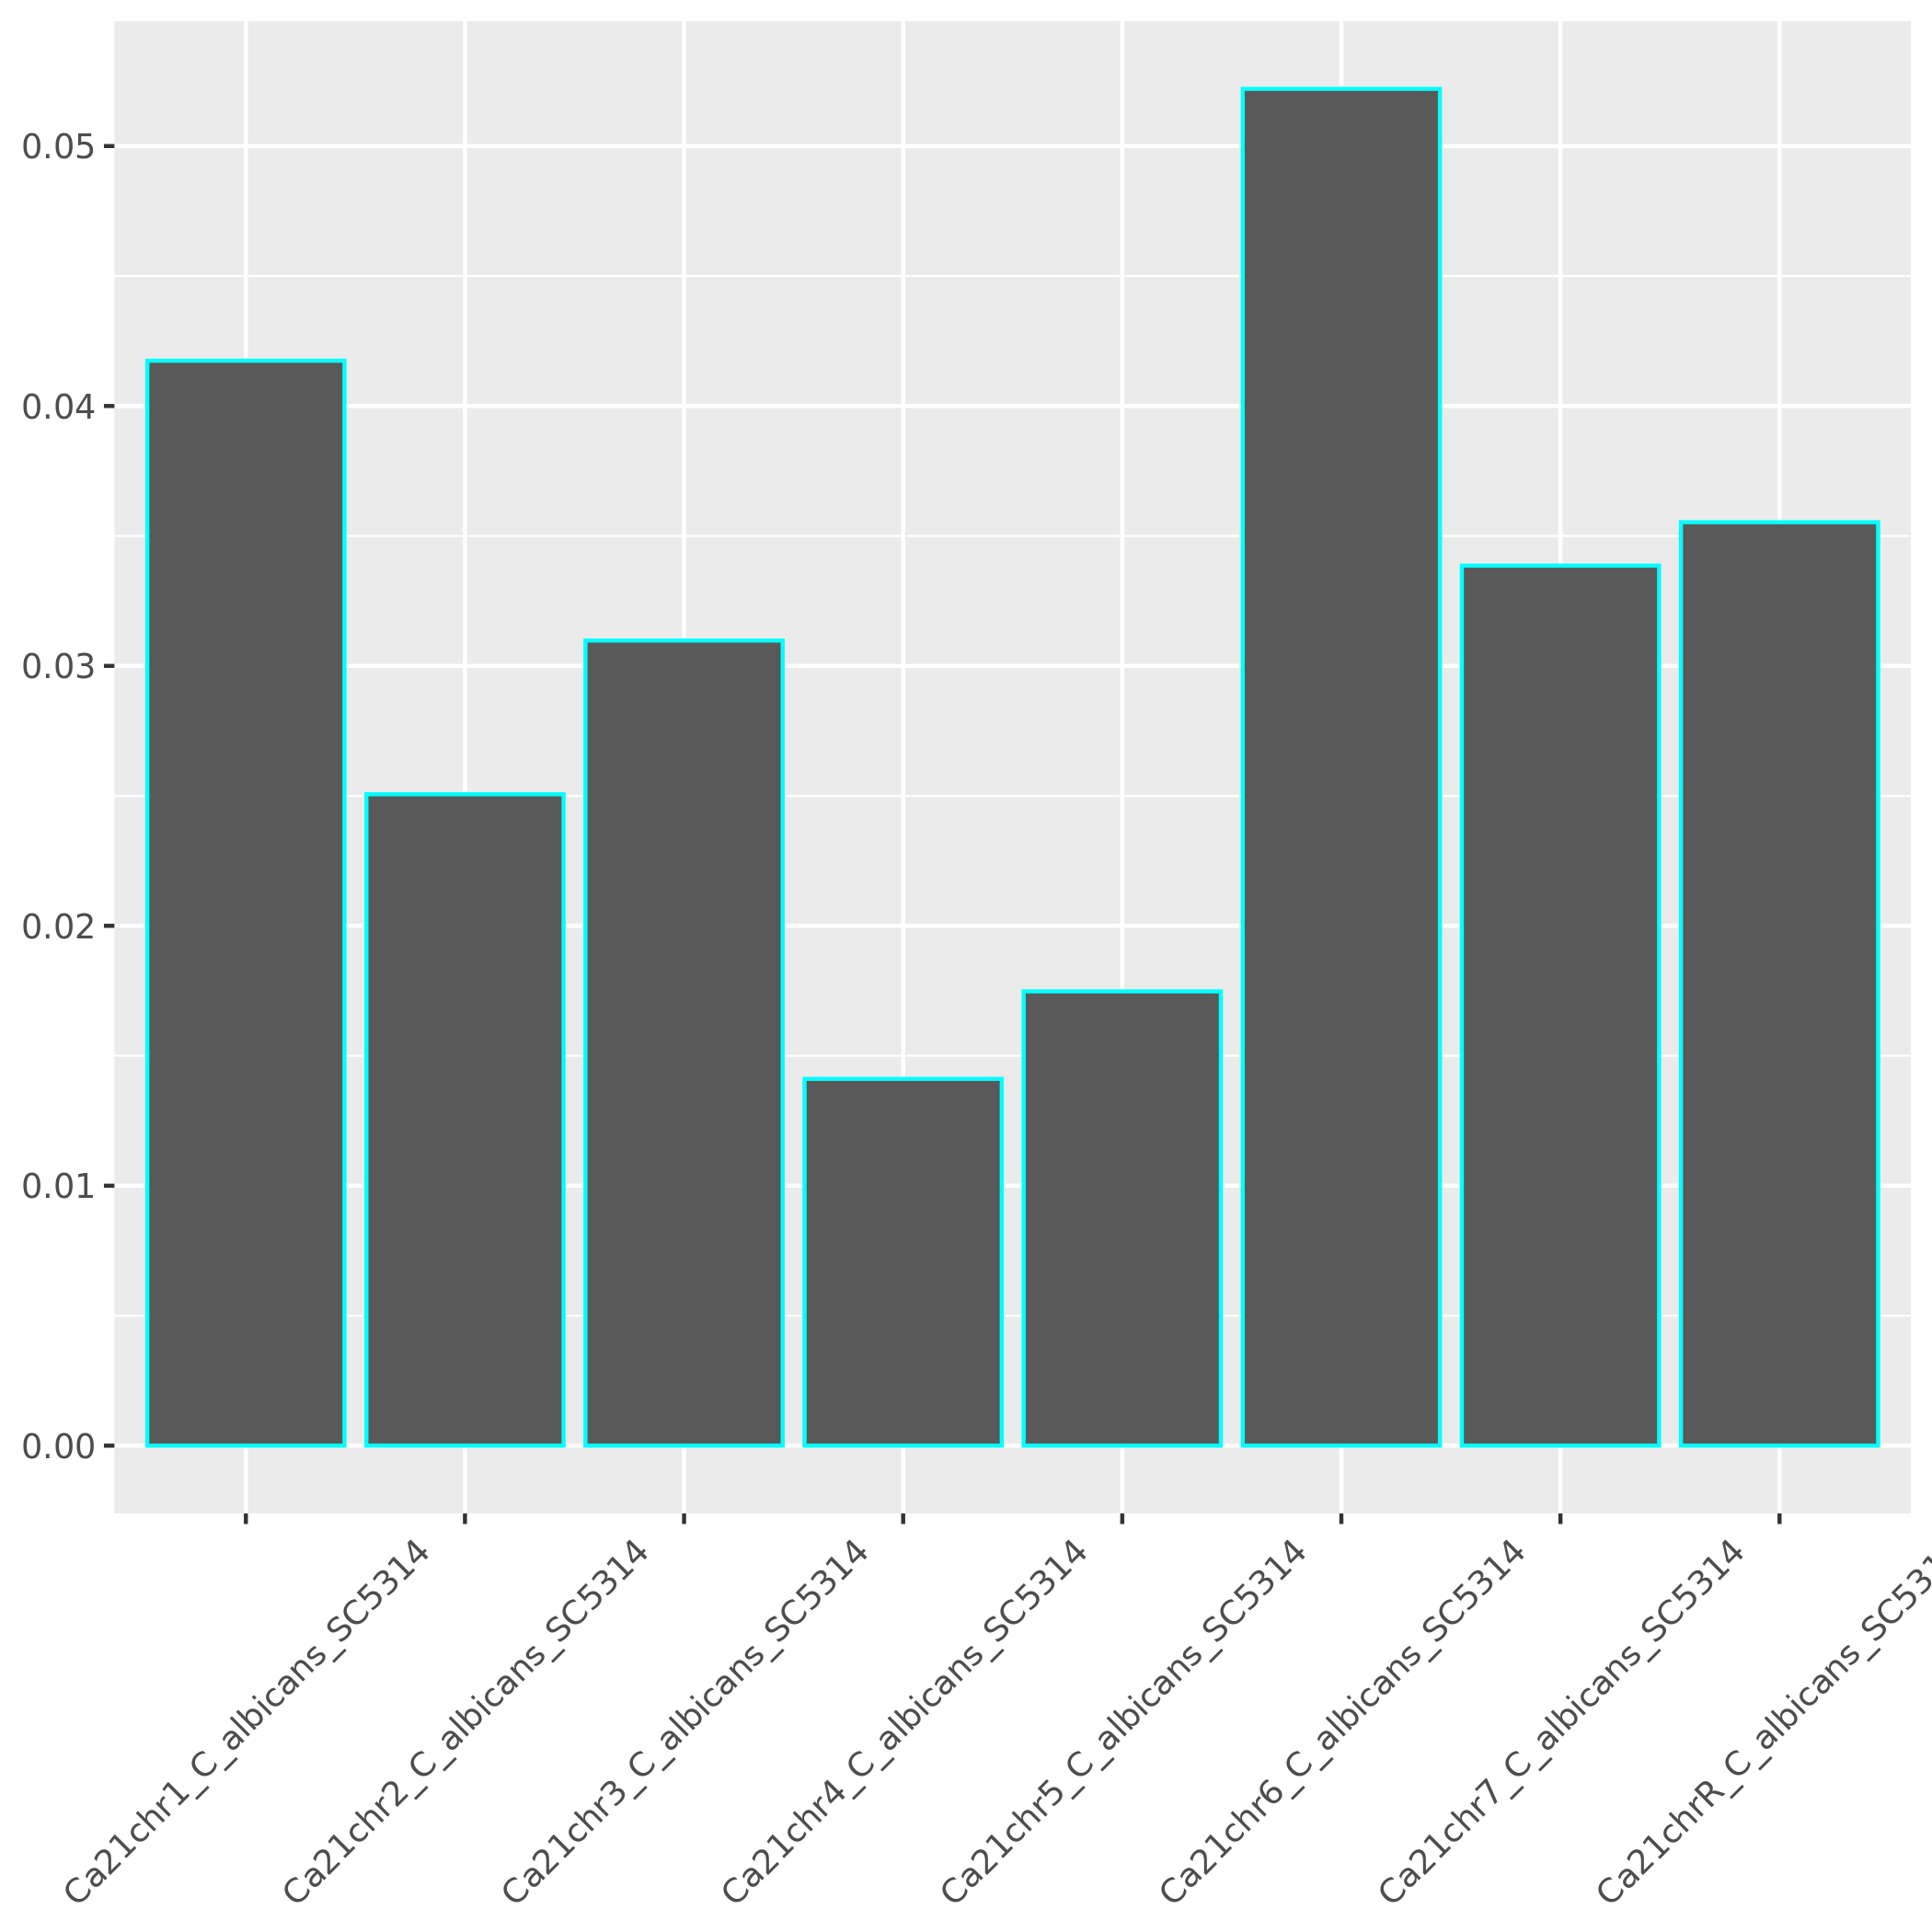 0.05
0.04
0.03
0.02
0.01
0.00
Ca21chr1_C_albicans_SC5314
Ca21chr2_C_albicans_SC5314
Ca21chr3_C_albicans_SC5314
Ca21chr4_C_albicans_SC5314
Ca21chr5_C_albicans_SC5314
Ca21chr6_C_albicans_SC5314
Ca21chr7_C_albicans_SC5314
Ca21chrR_C_albicans_SC531